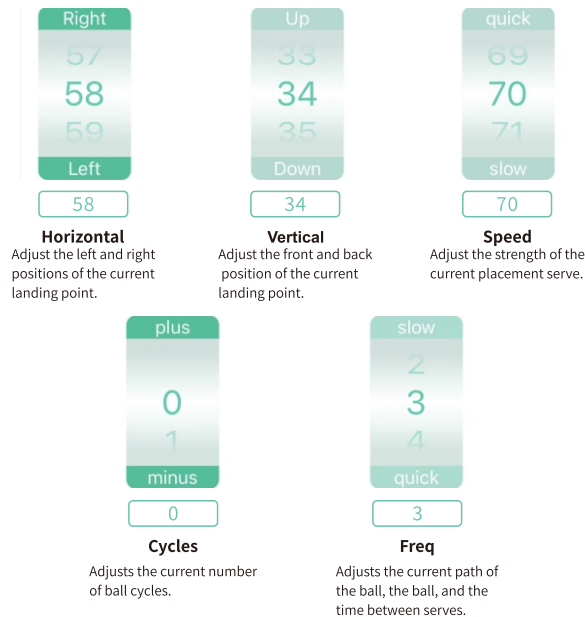 Right
57
58
59
Left
58
Horizontal
Adjust the left and right
positions of the current
landing point.
Up
33
34
35
Down
34
Vertical
Adjust the front and back
position of the current
landing point.
quick
69
70
71
slow
70
Speed
Adjust the strength of the
current placement serve.
plus
0
1
minus
0
Cycles
Adjusts the current number
of ball cycles.
slow
2
3
4
quick
3
Freq
Adjusts the current path of
the ball, the ball, and the
time between serves.